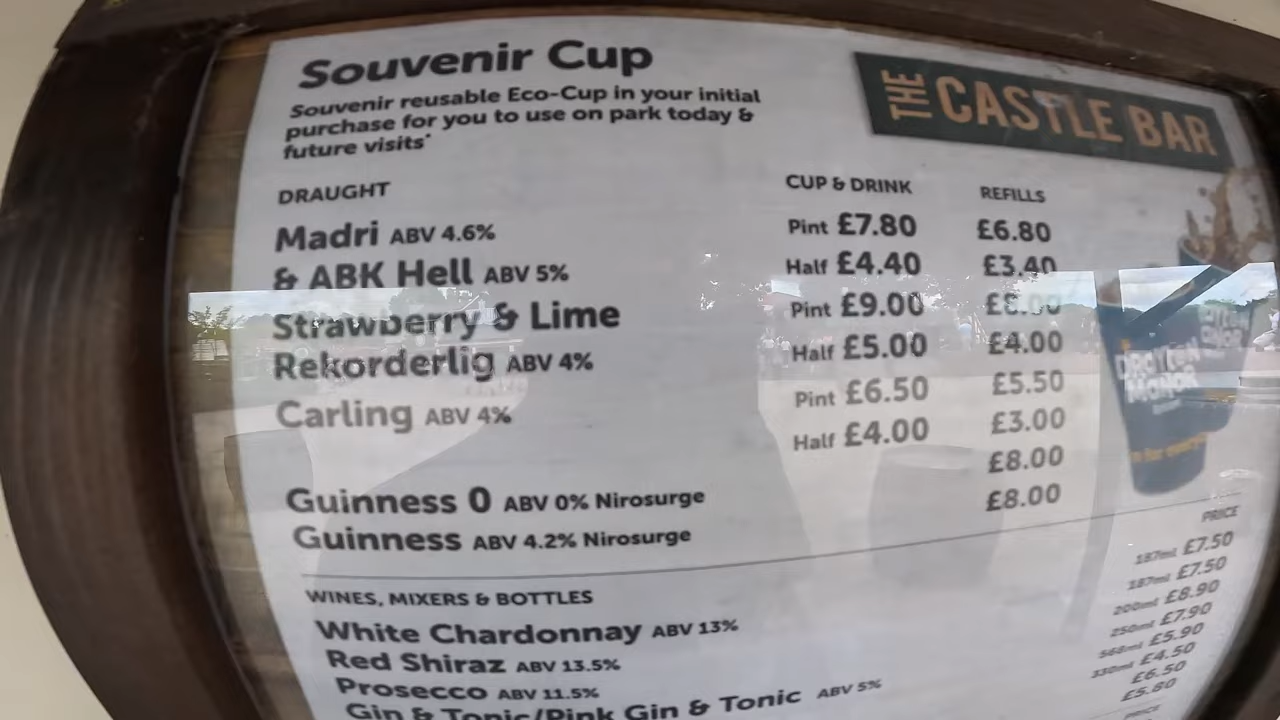 Souvenir Cup
Souvenir reusable Eco-Cup in your initial
purchase for you to use on park today &
future visits*
THE CASTLE BAR
DRAUGHT CUP & DRINK REFILLS
Madri ABV 4.6% Pint £7.80 £6.80
& ABK Hell ABV 5% Half £4.40 £3.40
Strawberry & Lime Pint £9.00 £8.00
Rekorderlig ABV 4% Half £5.00 £4.00
Carling ABV 4% Pint £6.50 £5.50
Half £4.00 £3.00
Guinness 0 ABV 0% Nirosurge £8.00
Guinness ABV 4.2% Nirosurge £8.00
DRAYTON
MANOR
WINES, MIXERS & BOTTLES PRICE
White Chardonnay ABV 13% 187ml £7.50
Red Shiraz ABV 13.5% 187ml £7.50
Prosecco ABV 11.5% 200ml £8.90
Gin & Tonic/Pink Gin & Tonic ABV 5% 250ml £7.90
568ml £5.90
330ml £4.50
£6.50
£5.80
PRICE